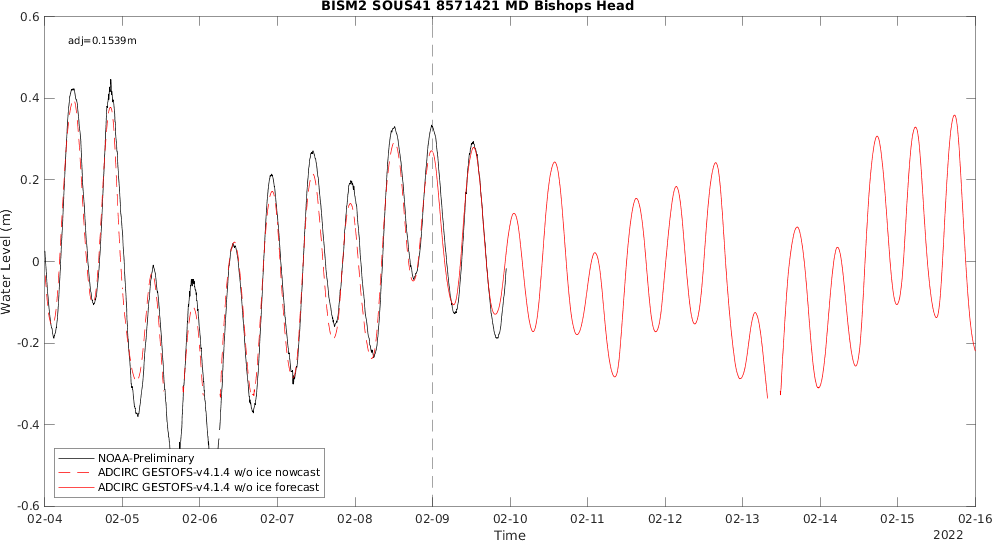 BISM2 SOUS41 8571421 MD Bishops Head
adj=0.1539m
0.6
0.4
0.2
0
-0.2
-0.4
-0.6
Water Level (m)
NOAA-Preliminary
ADCIRC GESTOFS-v4.1.4 w/o ice nowcast
ADCIRC GESTOFS-v4.1.4 w/o ice forecast
02-04 02-05 02-06 02-07 02-08 02-09 02-10 02-11 02-12 02-13 02-14 02-15 02-16
Time
2022